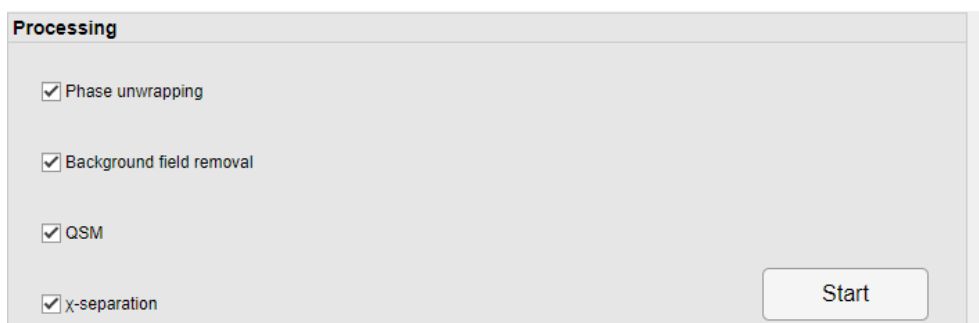 Processing
Phase unwrapping
Background field removal
QSM
χ-separation
Start